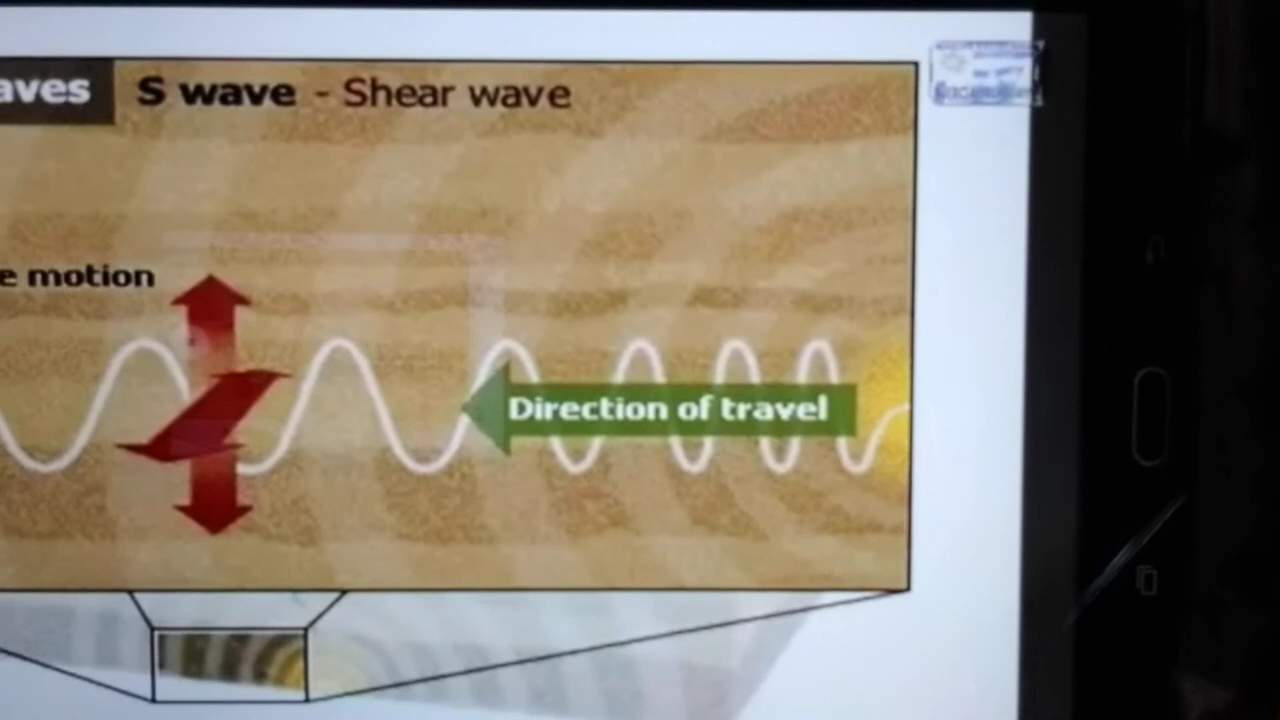 aves
S wave - Shear wave
e motion
Direction of travel